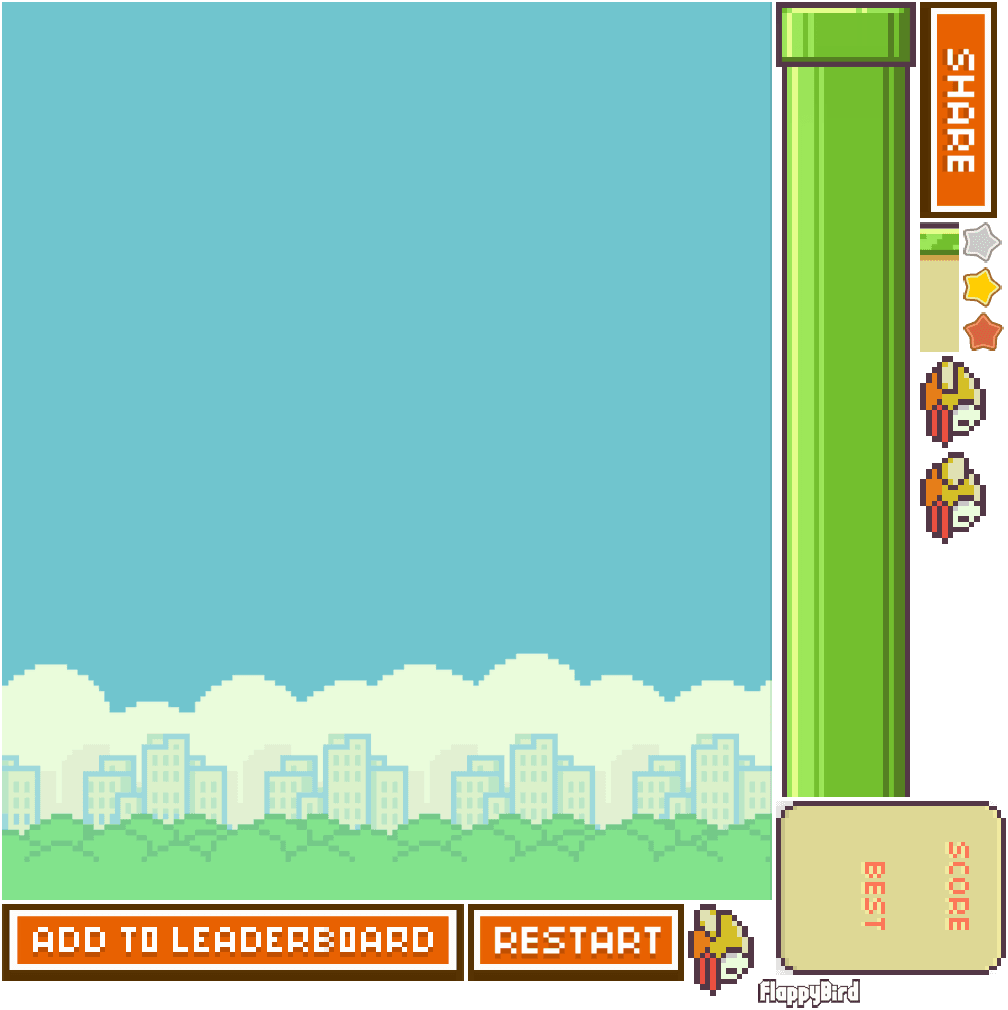 SHARE
SCORE
BEST
ADD TO LEADERBOARD
RESTART
FlappyBird